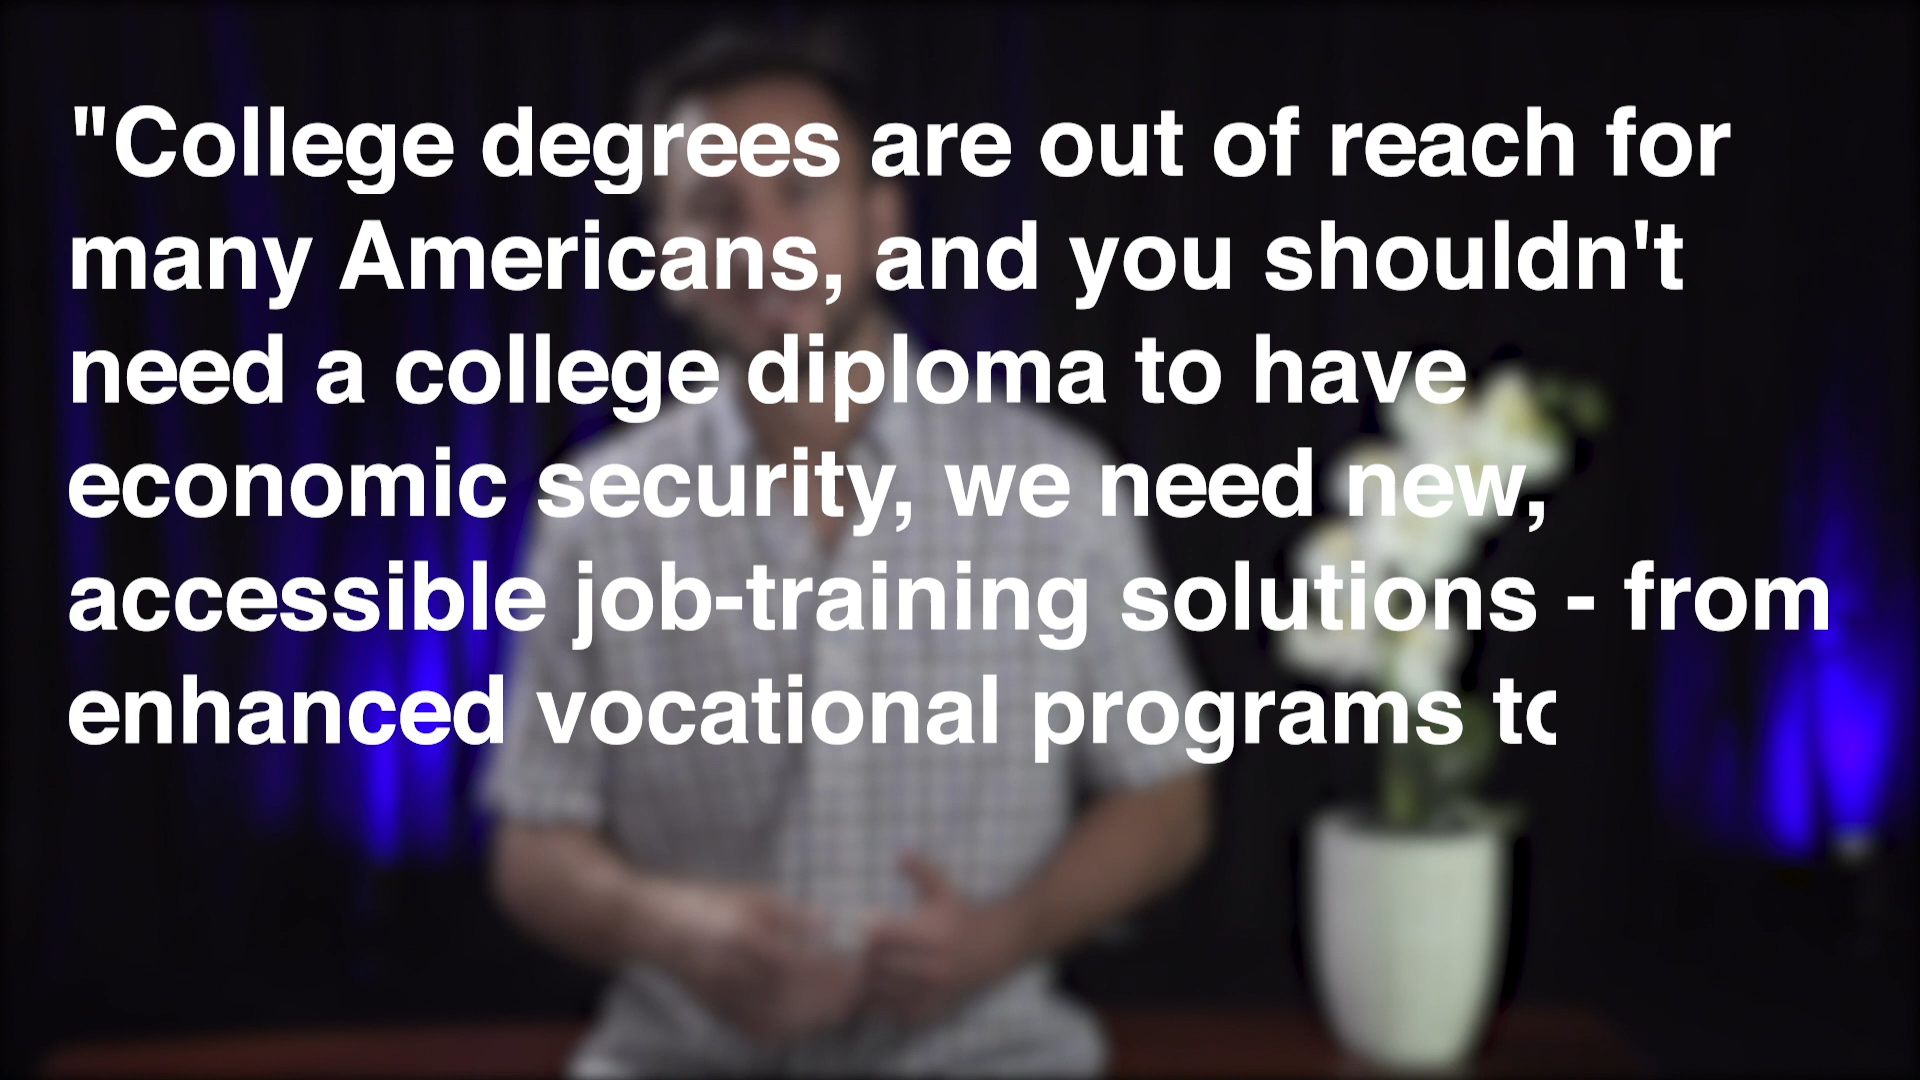 "College degrees are out of reach for
many Americans, and you shouldn't
need a college diploma to have
economic security, we need new,
accessible job-training solutions - from
enhanced vocational programs to